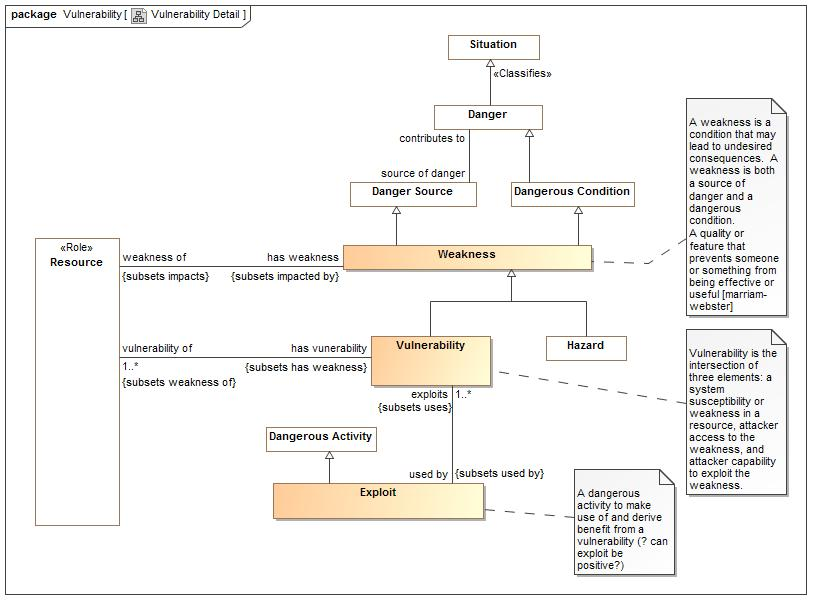 package Vulnerability [ Vulnerability Detail ]
Situation
«Classifies»
Danger
contributes to
source of danger
Danger Source
Dangerous Condition
A weakness is a
condition that may
lead to undesired
consequences. A
weakness is both
a source of
danger and a
dangerous
condition.
A quality or
feature that
prevents someone
or something from
being effective or
useful [marriam-
webster]
«Role»
Resource
weakness of
has weakness
{subsets impacts}
{subsets impacted by}
Weakness
vulnerability of
has vunerability
1..*
{subsets has weakness}
{subsets weakness of}
Vulnerability
Hazard
Vulnerability is the
intersection of
three elements: a
system
susceptibility or
weakness in a
resource, attacker
access to the
weakness, and
attacker capability
to exploit the
weakness.
exploits
1..*
{subsets uses}
Dangerous Activity
used by
{subsets used by}
Exploit
A dangerous
activity to make
use of and derive
benefit from a
vulnerability (? can
exploit be
positive?)